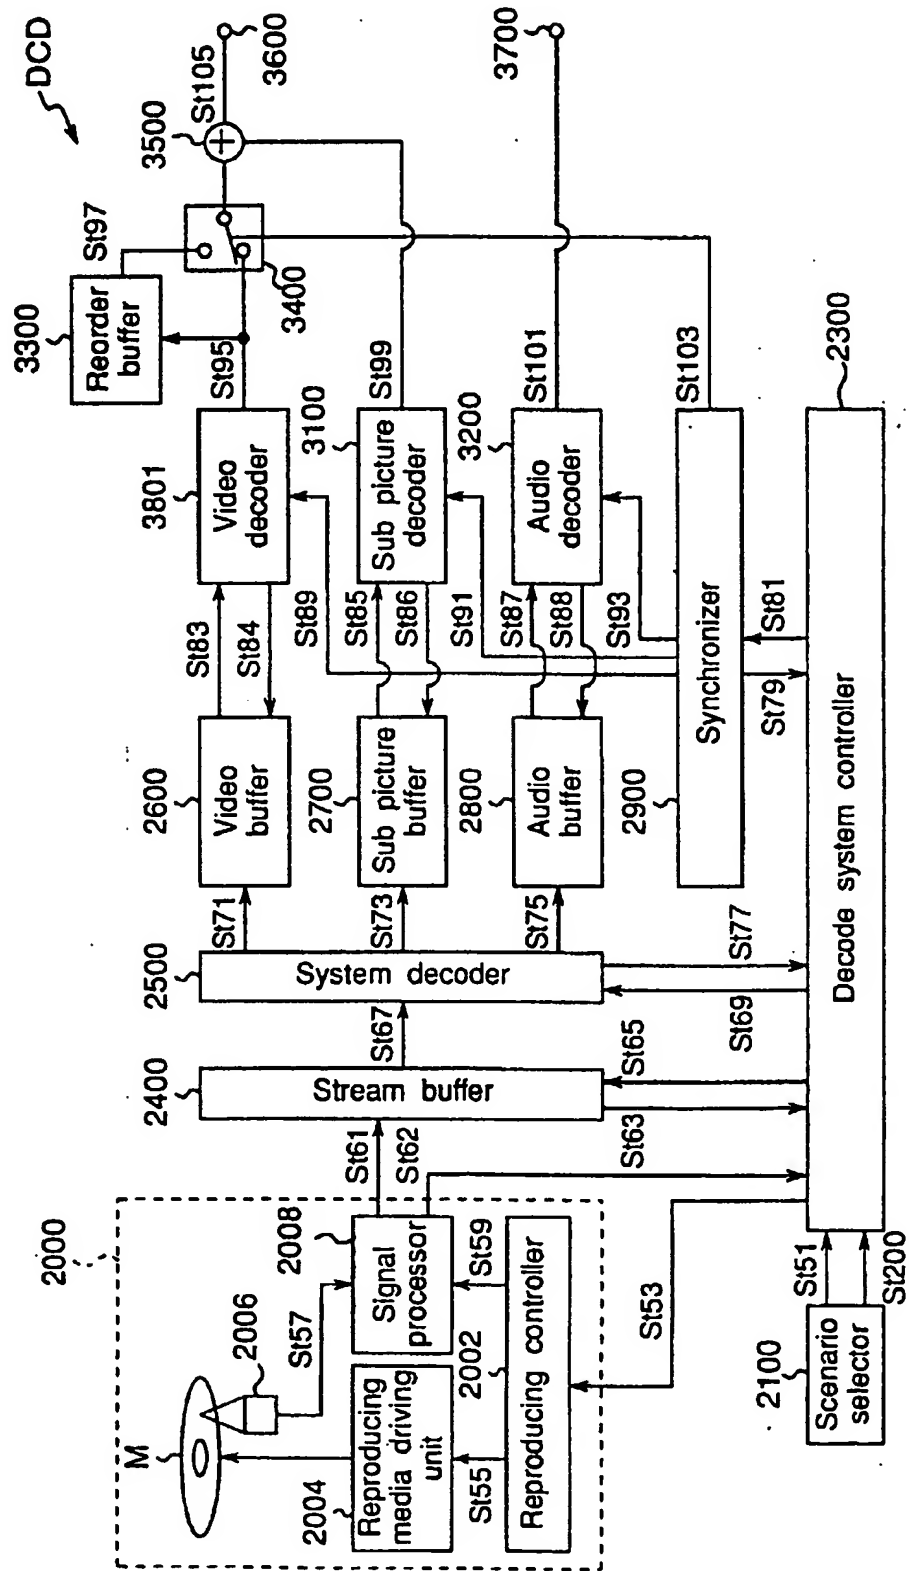 DCD
2000
M
2006
St57
2008
Signal
processor
2004
Reproducing
media driving
unit
2002
St55
St59
Reproducing controller
St61
St62
St53
2400
Stream buffer
St63
St65
St67
2500
System decoder
St69
St77
St71
St73
St75
2600
Video
buffer
2700
Sub picture
buffer
2800
Audio
buffer
2900
Synchronizer
St83
St84
St89
St85
St86
St91
St87
St88
St93
St79
St81
3801
Video
decoder
3100
Sub picture
decoder
3200
Audio
decoder
St95
St99
St101
St103
3300
Reorder
buffer
St97
3400
3500
St105
3600
3700
2300
Decode system controller
2100
Scenario
selector
St51
St200